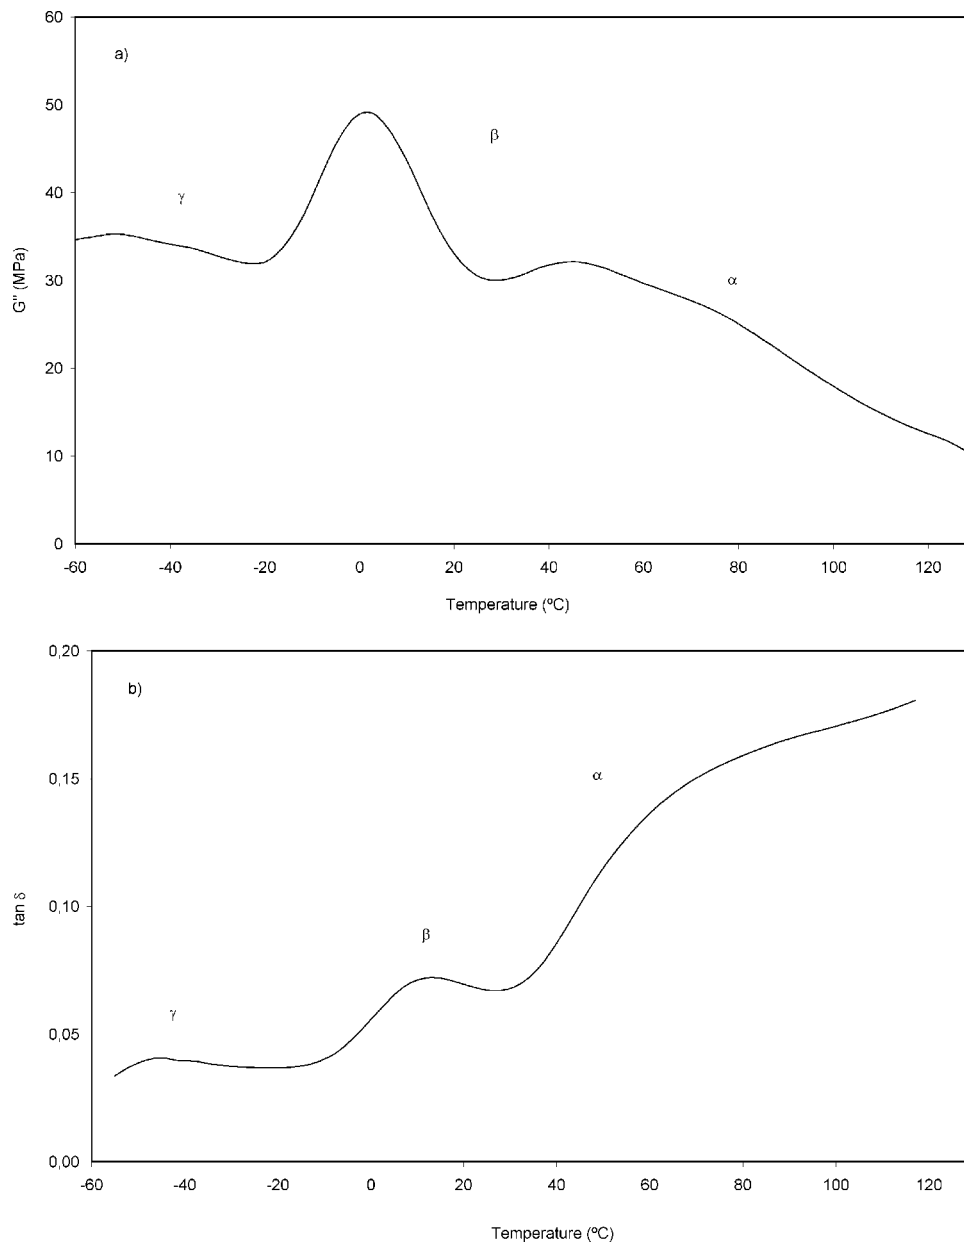 60
a)
50
β
40
γ
G'' (MPa)
30
α
20
10
0
-60 -40 -20 0 20 40 60 80 100 120
Temperature (ºC)
0,20
b)
0,15
α
tan δ
0,10
β
0,05
γ
0,00
-60 -40 -20 0 20 40 60 80 100 120
Temperature (ºC)